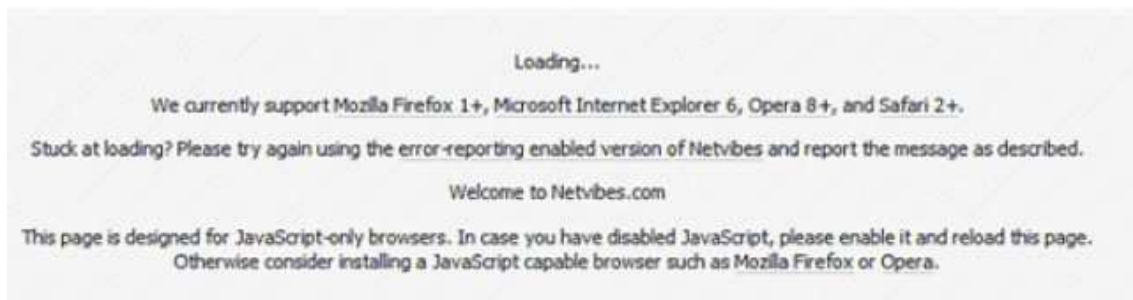 Loading...
We currently support Mozilla Firefox 1+, Microsoft Internet Explorer 6, Opera 8+, and Safari 2+.
Stuck at loading? Please try again using the error-reporting enabled version of Netvibes and report the message as described.
Welcome to Netvibes.com
This page is designed for JavaScript-only browsers. In case you have disabled JavaScript, please enable it and reload this page.
Otherwise consider installing a JavaScript capable browser such as Mozilla Firefox or Opera.